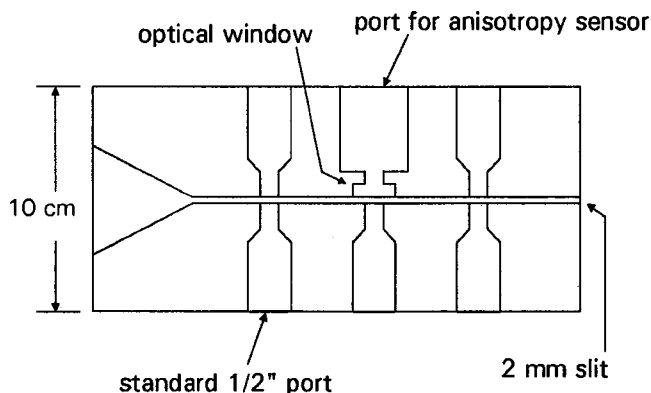 port for anisotropy sensor
optical window
10 cm
2 mm slit
standard 1/2" port